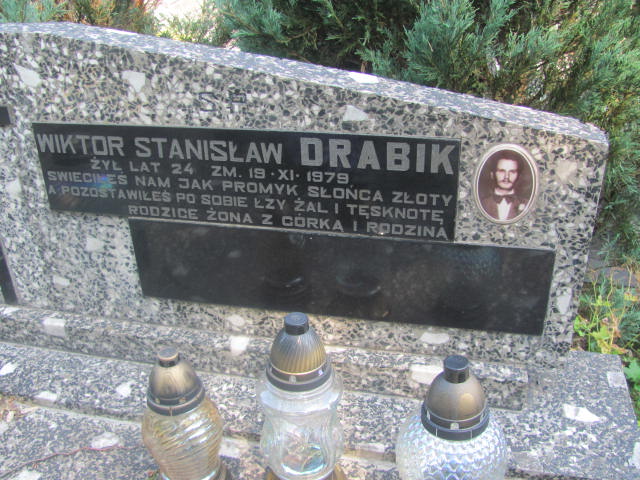 Ś P
WIKTOR STANISŁAW DRABIK
ŻYŁ LAT 24 ZM. 19·XI·1979
SWIECIŁEŚ NAM JAK PROMYK SŁOŃCA ZŁOTY
A POZOSTAWIŁEŚ PO SOBIE ŁZY ŻAL I TĘSKNOTĘ
RODZICE ŻONA Z CÓRKĄ I RODZINĄ